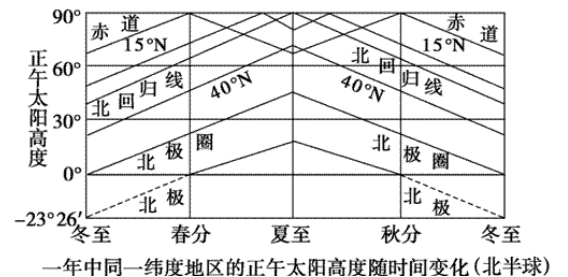 90°
赤道
赤道
15°N
15°N
60°
北回归线
北回归线
40°N
40°N
30°
北极圈
北极圈
0°
北极
北极
-23°26′
正午太阳高度
冬至 春分 夏至 秋分 冬至
一年中同一纬度地区的正午太阳高度随时间变化(北半球)